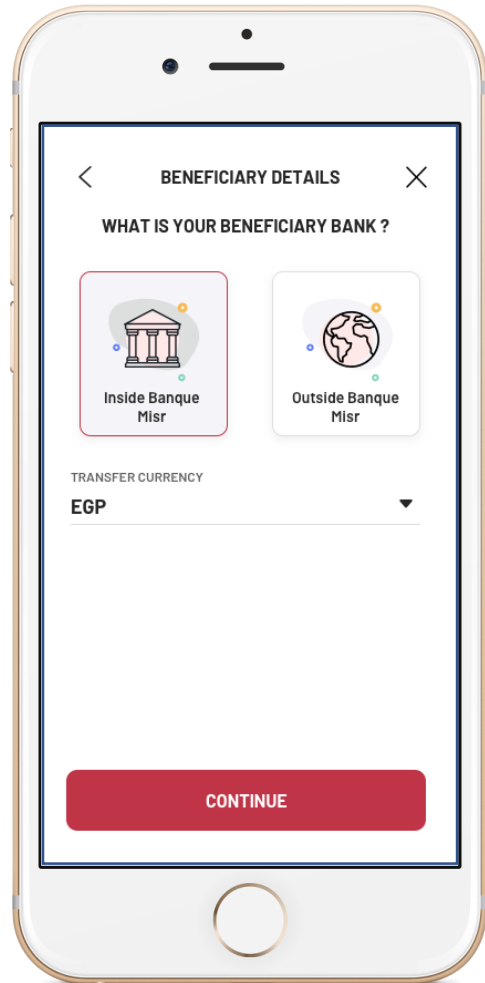 BENEFICIARY DETAILS
WHAT IS YOUR BENEFICIARY BANK ?
Inside Banque
Misr
Outside Banque
Misr
TRANSFER CURRENCY
EGP
CONTINUE